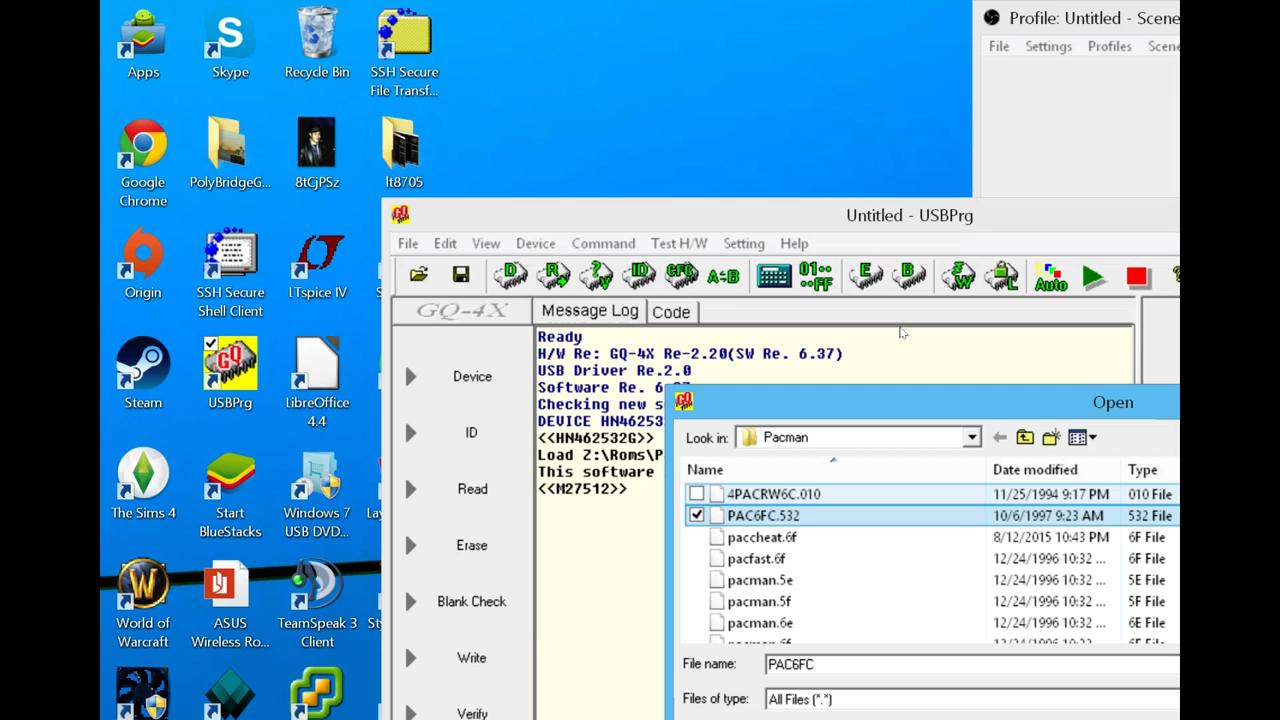 Apps
Skype
Recycle Bin
SSH Secure
File Transf...
Google
Chrome
PolyBridgeG...
8tCjPSz
lt8705
Origin
SSH Secure
Shell Client
LTspice IV
Steam
USBPrg
LibreOffice
4.4
The Sims 4
Start
BlueStacks
Windows 7
USB DVD...
World of
Warcraft
ASUS
Wireless Ro...
TeamSpeak 3
Client
Profile: Untitled - Scene
File Settings Profiles Scene
Untitled - USBPrg
File Edit View Device Command Test H/W Setting Help
GQ-4X
Message Log Code
Device
ID
Read
Erase
Blank Check
Write
Verify
Ready
H/W Re: GQ-4X Re-2.20(SW Re. 6.37)
USB Driver Re.2.0
Software Re. 6
Checking new s
DEVICE HN46253
<<HN462532G>>
Load Z:\Roms\P
This software
<<M27512>>
Open
Look in: Pacman
Name Date modified Type
4PACRW6C.010 11/25/1994 9:17 PM 010 File
PAC6FC.532 10/6/1997 9:23 AM 532 File
paccheat.6f 8/12/2015 10:43 PM 6F File
pacfast.6f 12/24/1996 10:32 ... 6F File
pacman.5e 12/24/1996 10:32 ... 5E File
pacman.5f 12/24/1996 10:32 ... 5F File
pacman.6e 12/24/1996 10:32 ... 6E File
File name: PAC6FC
Files of type: All Files (*.*)